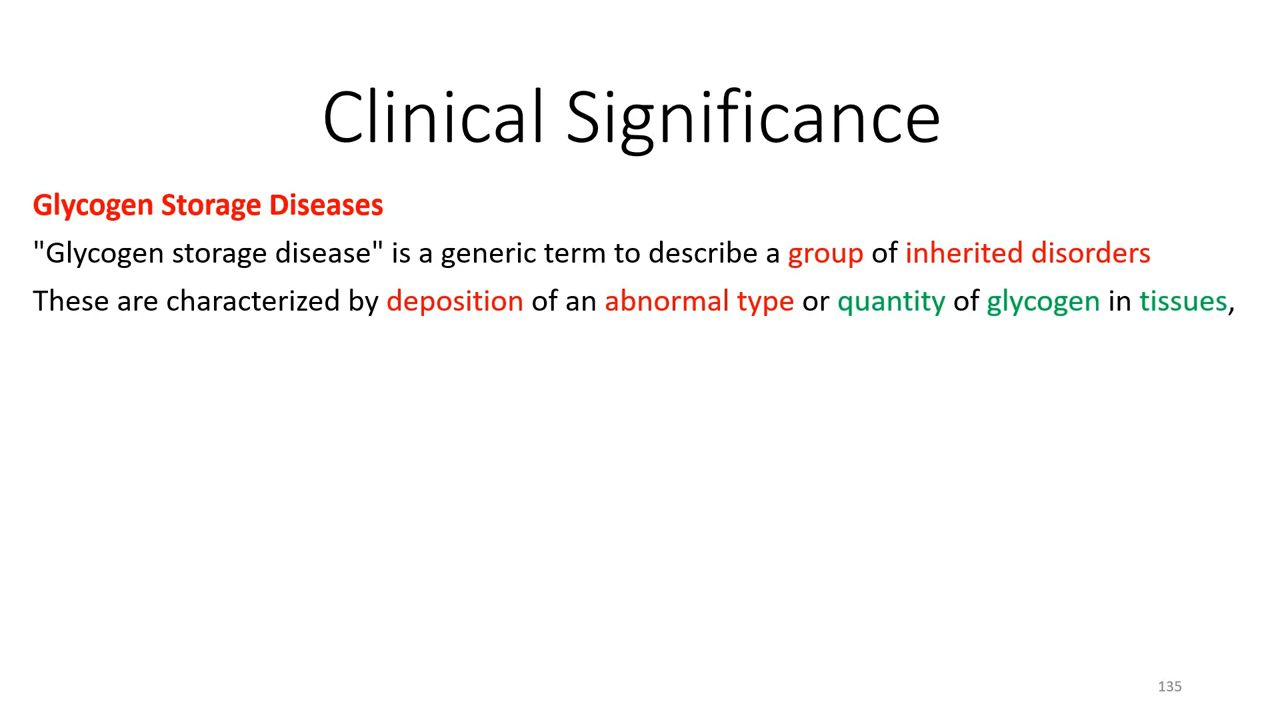 Clinical Significance
Glycogen Storage Diseases
"Glycogen storage disease" is a generic term to describe a group of inherited disorders
These are characterized by deposition of an abnormal type or quantity of glycogen in tissues,
135